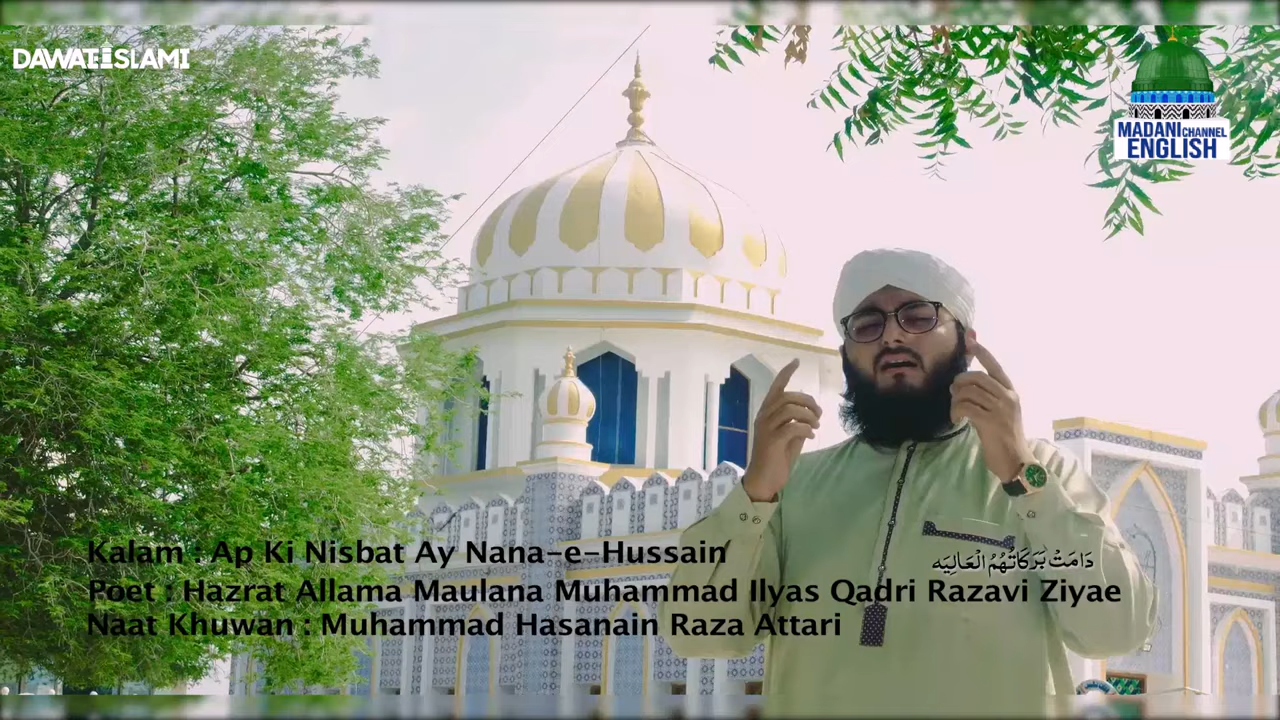 DAWATEISLAMI
MADANI CHANNEL
ENGLISH
Kalam : Ap Ki Nisbat Ay Nana-e-Hussain
دَامَتْ بَرَكَاتُهُمُ الْعَالِيَه
Poet : Hazrat Allama Maulana Muhammad Ilyas Qadri Razavi Ziyae
Naat Khuwan : Muhammad Hasanain Raza Attari